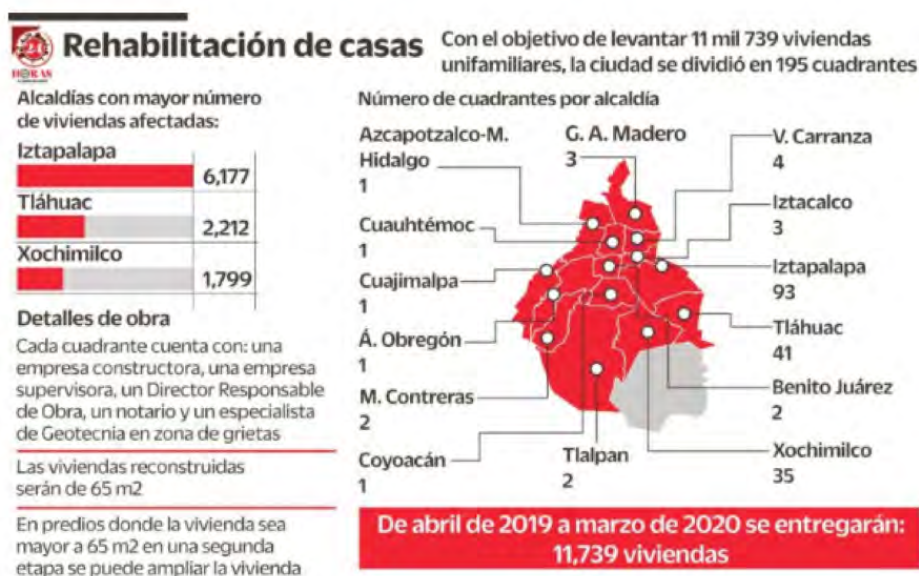 24
HORAS
Rehabilitación de casas
Con el objetivo de levantar 11 mil 739 viviendas
unifamiliares, la ciudad se dividió en 195 cuadrantes
Alcaldías con mayor número
de viviendas afectadas:
Iztapalapa
6,177
Tláhuac
2,212
Xochimilco
1,799
Detalles de obra
Cada cuadrante cuenta con: una
empresa constructora, una empresa
supervisora, un Director Responsable
de Obra, un notario y un especialista
de Geotecnia en zona de grietas
Las viviendas reconstruidas
serán de 65 m2
En predios donde la vivienda sea
mayor a 65 m2 en una segunda
etapa se puede ampliar la vivienda
Número de cuadrantes por alcaldía
Azcapotzalco-M.
Hidalgo
1
Cuauhtémoc
1
Cuajimalpa
1
Á. Obregón
1
M. Contreras
2
Coyoacán
1
G. A. Madero
3
Tlalpan
2
V. Carranza
4
Iztacalco
3
Iztapalapa
93
Tláhuac
41
Benito Juárez
2
Xochimilco
35
De abril de 2019 a marzo de 2020 se entregarán:
11,739 viviendas